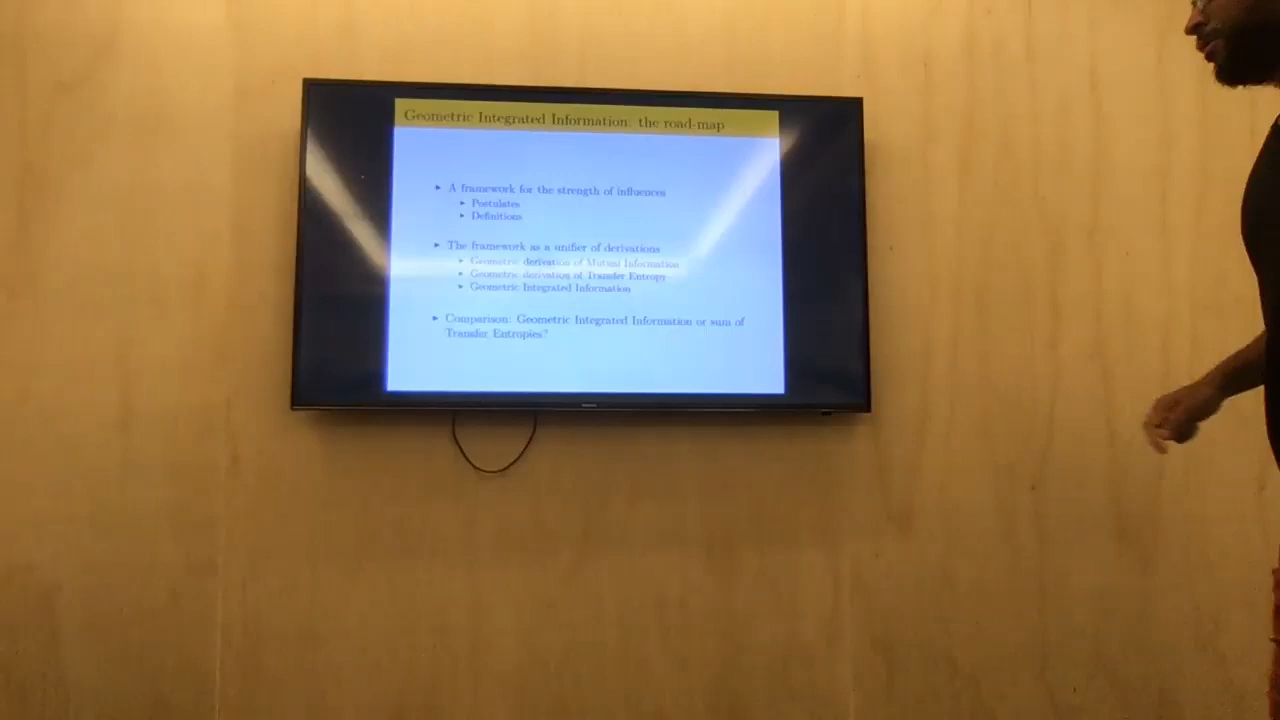 Geometric Integrated Information: the road-map
▸ A framework for the strength of influences
▸ Postulates
▸ Definitions
▸ The framework as a unifier of derivations
▸ Geometric derivation of Mutual Information
▸ Geometric derivation of Transfer Entropy
▸ Geometric Integrated Information
▸ Comparison: Geometric Integrated Information or sum of
Transfer Entropies?